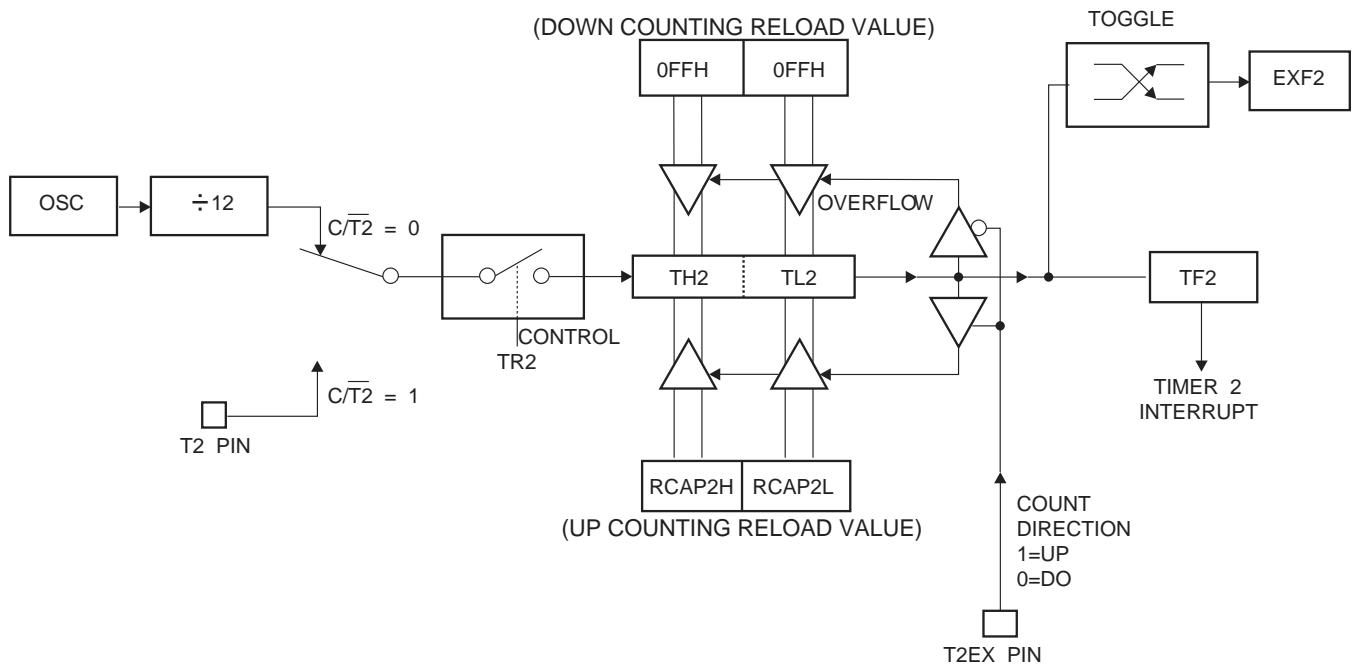 (DOWN COUNTING RELOAD VALUE)
TOGGLE
0FFH 0FFH
EXF2
OSC
÷12
OVERFLOW
C/T2̅ = 0
TH2 TL2
TF2
CONTROL
TR2
C/T2̅ = 1
T2 PIN
TIMER 2
INTERRUPT
RCAP2H RCAP2L
(UP COUNTING RELOAD VALUE)
COUNT
DIRECTION
1=UP
0=DO
T2EX PIN